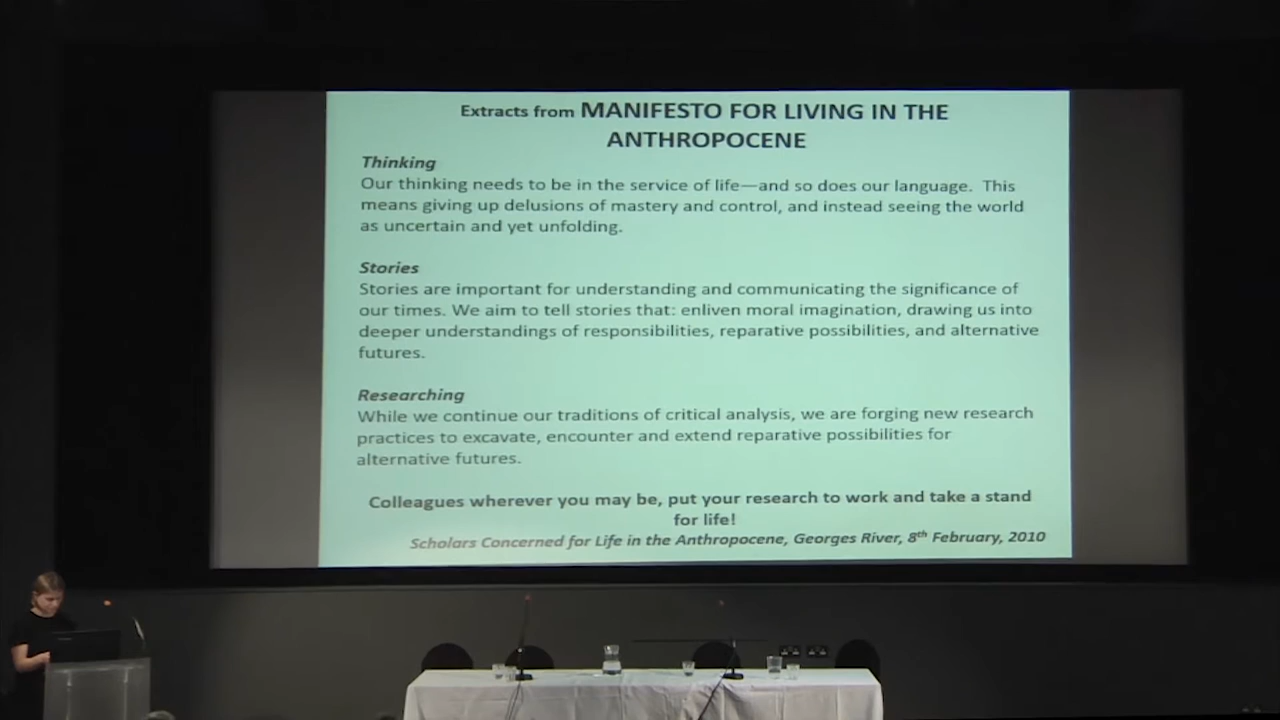 Extracts from MANIFESTO FOR LIVING IN THE
ANTHROPOCENE
Thinking
Our thinking needs to be in the service of life—and so does our language. This
means giving up delusions of mastery and control, and instead seeing the world
as uncertain and yet unfolding.
Stories
Stories are important for understanding and communicating the significance of
our times. We aim to tell stories that: enliven moral imagination, drawing us into
deeper understandings of responsibilities, reparative possibilities, and alternative
futures.
Researching
While we continue our traditions of critical analysis, we are forging new research
practices to excavate, encounter and extend reparative possibilities for
alternative futures.
Colleagues wherever you may be, put your research to work and take a stand
for life!
Scholars Concerned for Life in the Anthropocene, Georges River, 8th February, 2010